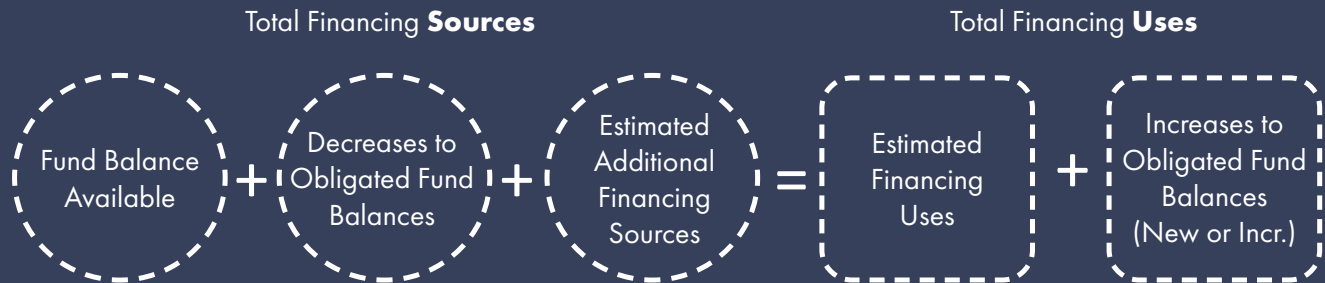 Total Financing Sources
Total Financing Uses
Fund Balance
Available
+
Decreases to
Obligated Fund
Balances
+
Estimated
Additional
Financing
Sources
=
Estimated
Financing
Uses
+
Increases to
Obligated Fund
Balances
(New or Incr.)